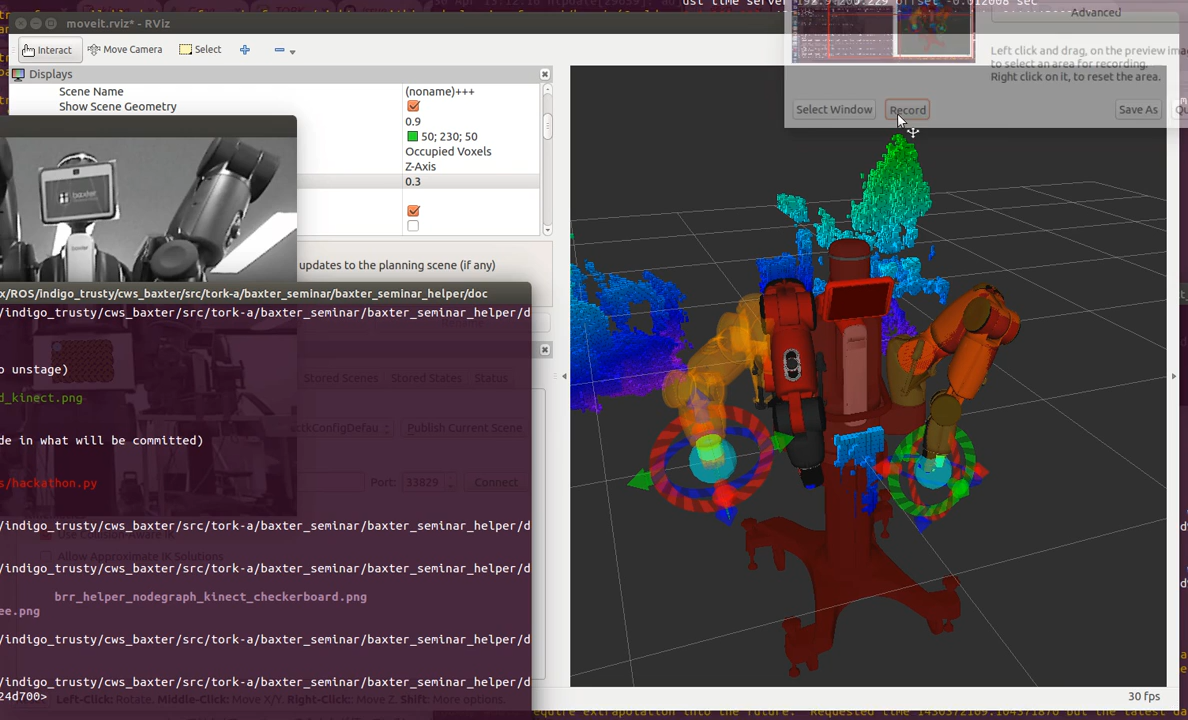 moveit.rviz* - RViz
Interact Move Camera Select
Displays
Scene Name (noname)+++
Show Scene Geometry
0.9
50; 230; 50
Occupied Voxels
Z-Axis
0.3
updates to the planning scene (if any)
baxter
x/ROS/indigo_trusty/cws_baxter/src/tork-a/baxter_seminar/baxter_seminar_helper/doc
/indigo_trusty/cws_baxter/src/tork-a/baxter_seminar/baxter_seminar_helper/d
o unstage)
Stored Scenes Stored States Status
d_kinect.png
Publish Current Scene
de in what will be committed)
s/hackathon.py
Port: 33829 Connect
/indigo_trusty/cws_baxter/src/tork-a/baxter_seminar/baxter_seminar_helper/d
Allow Approximate IK Solutions
/indigo_trusty/cws_baxter/src/tork-a/baxter_seminar/baxter_seminar_helper/d
brr_helper_nodegraph_kinect_checkerboard.png
ee.png
/indigo_trusty/cws_baxter/src/tork-a/baxter_seminar/baxter_seminar_helper/d
/indigo_trusty/cws_baxter/src/tork-a/baxter_seminar/baxter_seminar_helper/d
24d700>
Left-Click: Rotate. Middle-Click: Move X/Y. Right-Click: Move Z. Shift: More options.
30 fps
Advanced
Left click and drag, on the preview ima
to select an area for recording.
Right click on it, to reset the area.
Select Window Record Save As